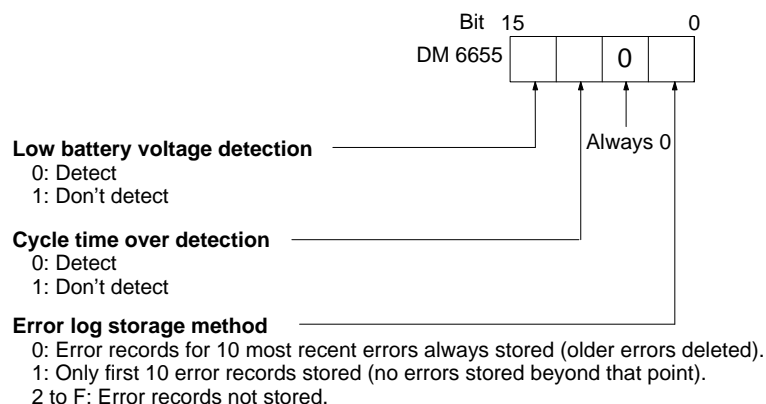 Bit 15 0
DM 6655 0
Always 0
Low battery voltage detection
0: Detect
1: Don't detect
Cycle time over detection
0: Detect
1: Don't detect
Error log storage method
0: Error records for 10 most recent errors always stored (older errors deleted).
1: Only first 10 error records stored (no errors stored beyond that point).
2 to F: Error records not stored.